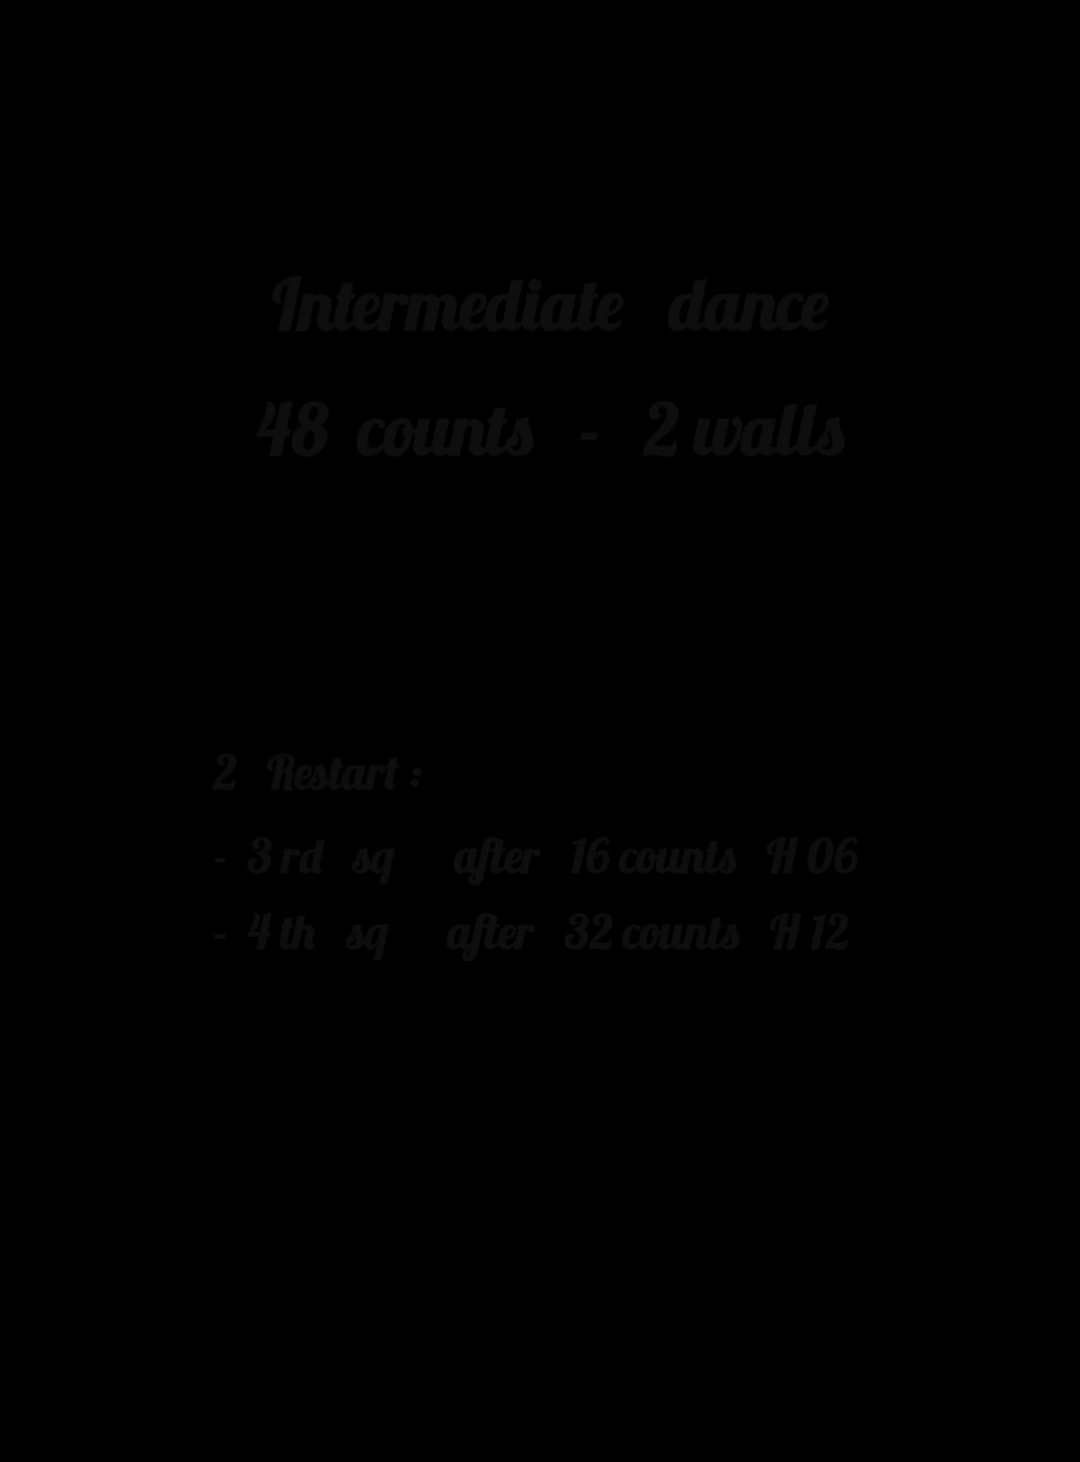 Intermediate dance
48 counts - 2 walls
2 Restart :
- 3 rd sq after 16 counts H 06
- 4 th sq after 32 counts H 12